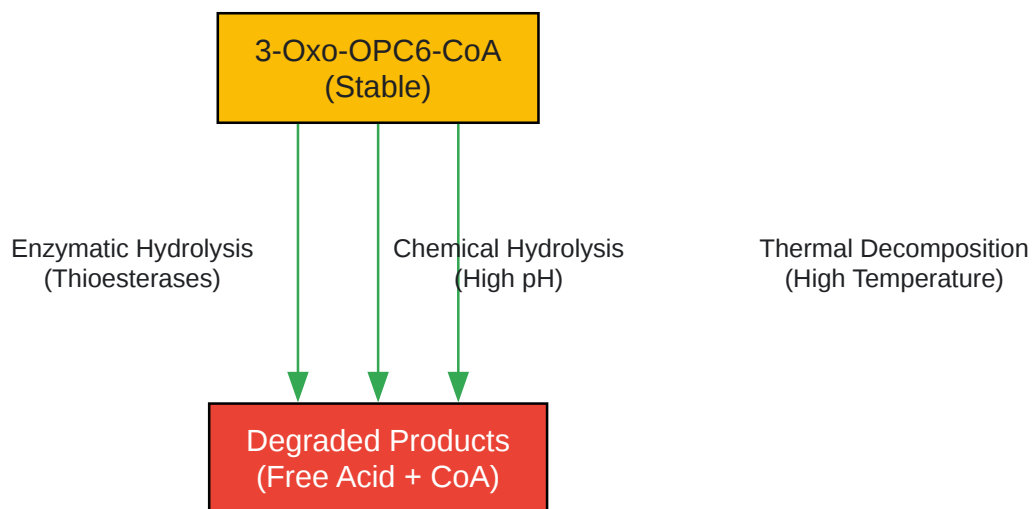 3-Oxo-OPC6-CoA
(Stable)
Enzymatic Hydrolysis
(Thioesterases)
Chemical Hydrolysis
(High pH)
Thermal Decomposition
(High Temperature)
Degraded Products
(Free Acid + CoA)